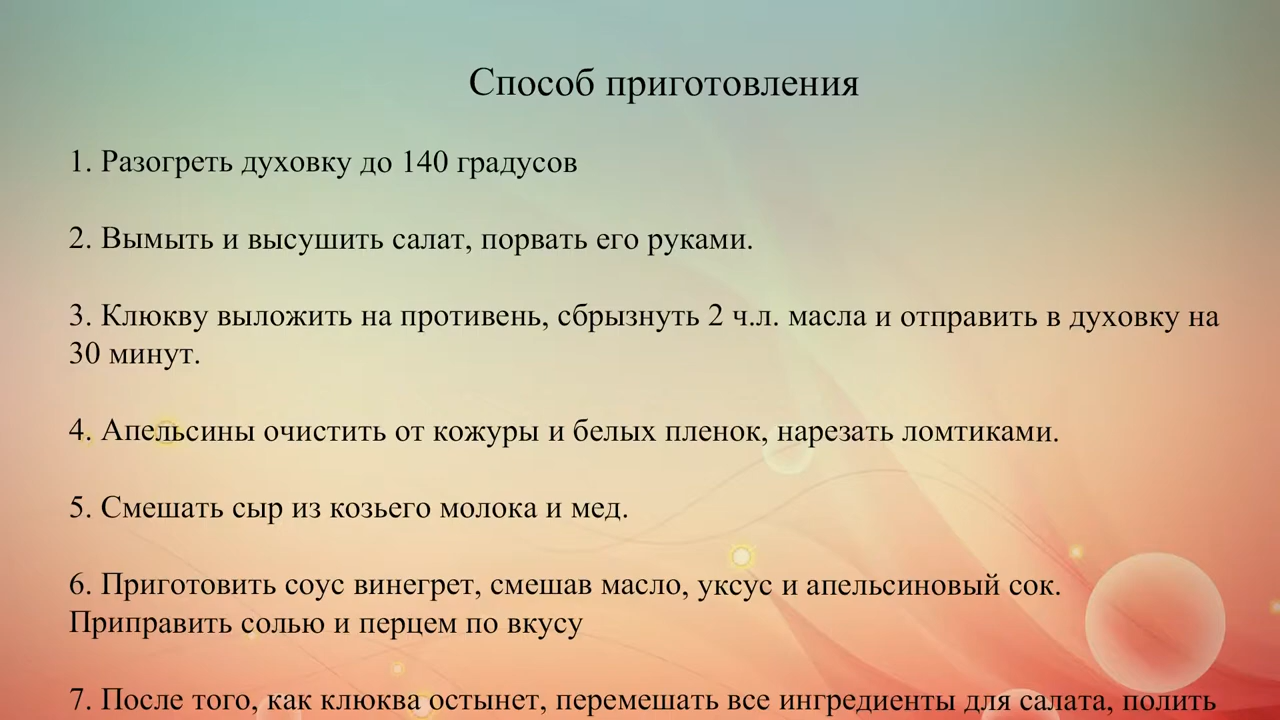 Способ приготовления
1. Разогреть духовку до 140 градусов
2. Вымыть и высушить салат, порвать его руками.
3. Клюкву выложить на противень, сбрызнуть 2 ч.л. масла и отправить в духовку на
30 минут.
4. Апельсины очистить от кожуры и белых пленок, нарезать ломтиками.
5. Смешать сыр из козьего молока и мед.
6. Приготовить соус винегрет, смешав масло, уксус и апельсиновый сок.
Приправить солью и перцем по вкусу
7. После того, как клюква остынет, перемешать все ингредиенты для салата, полить